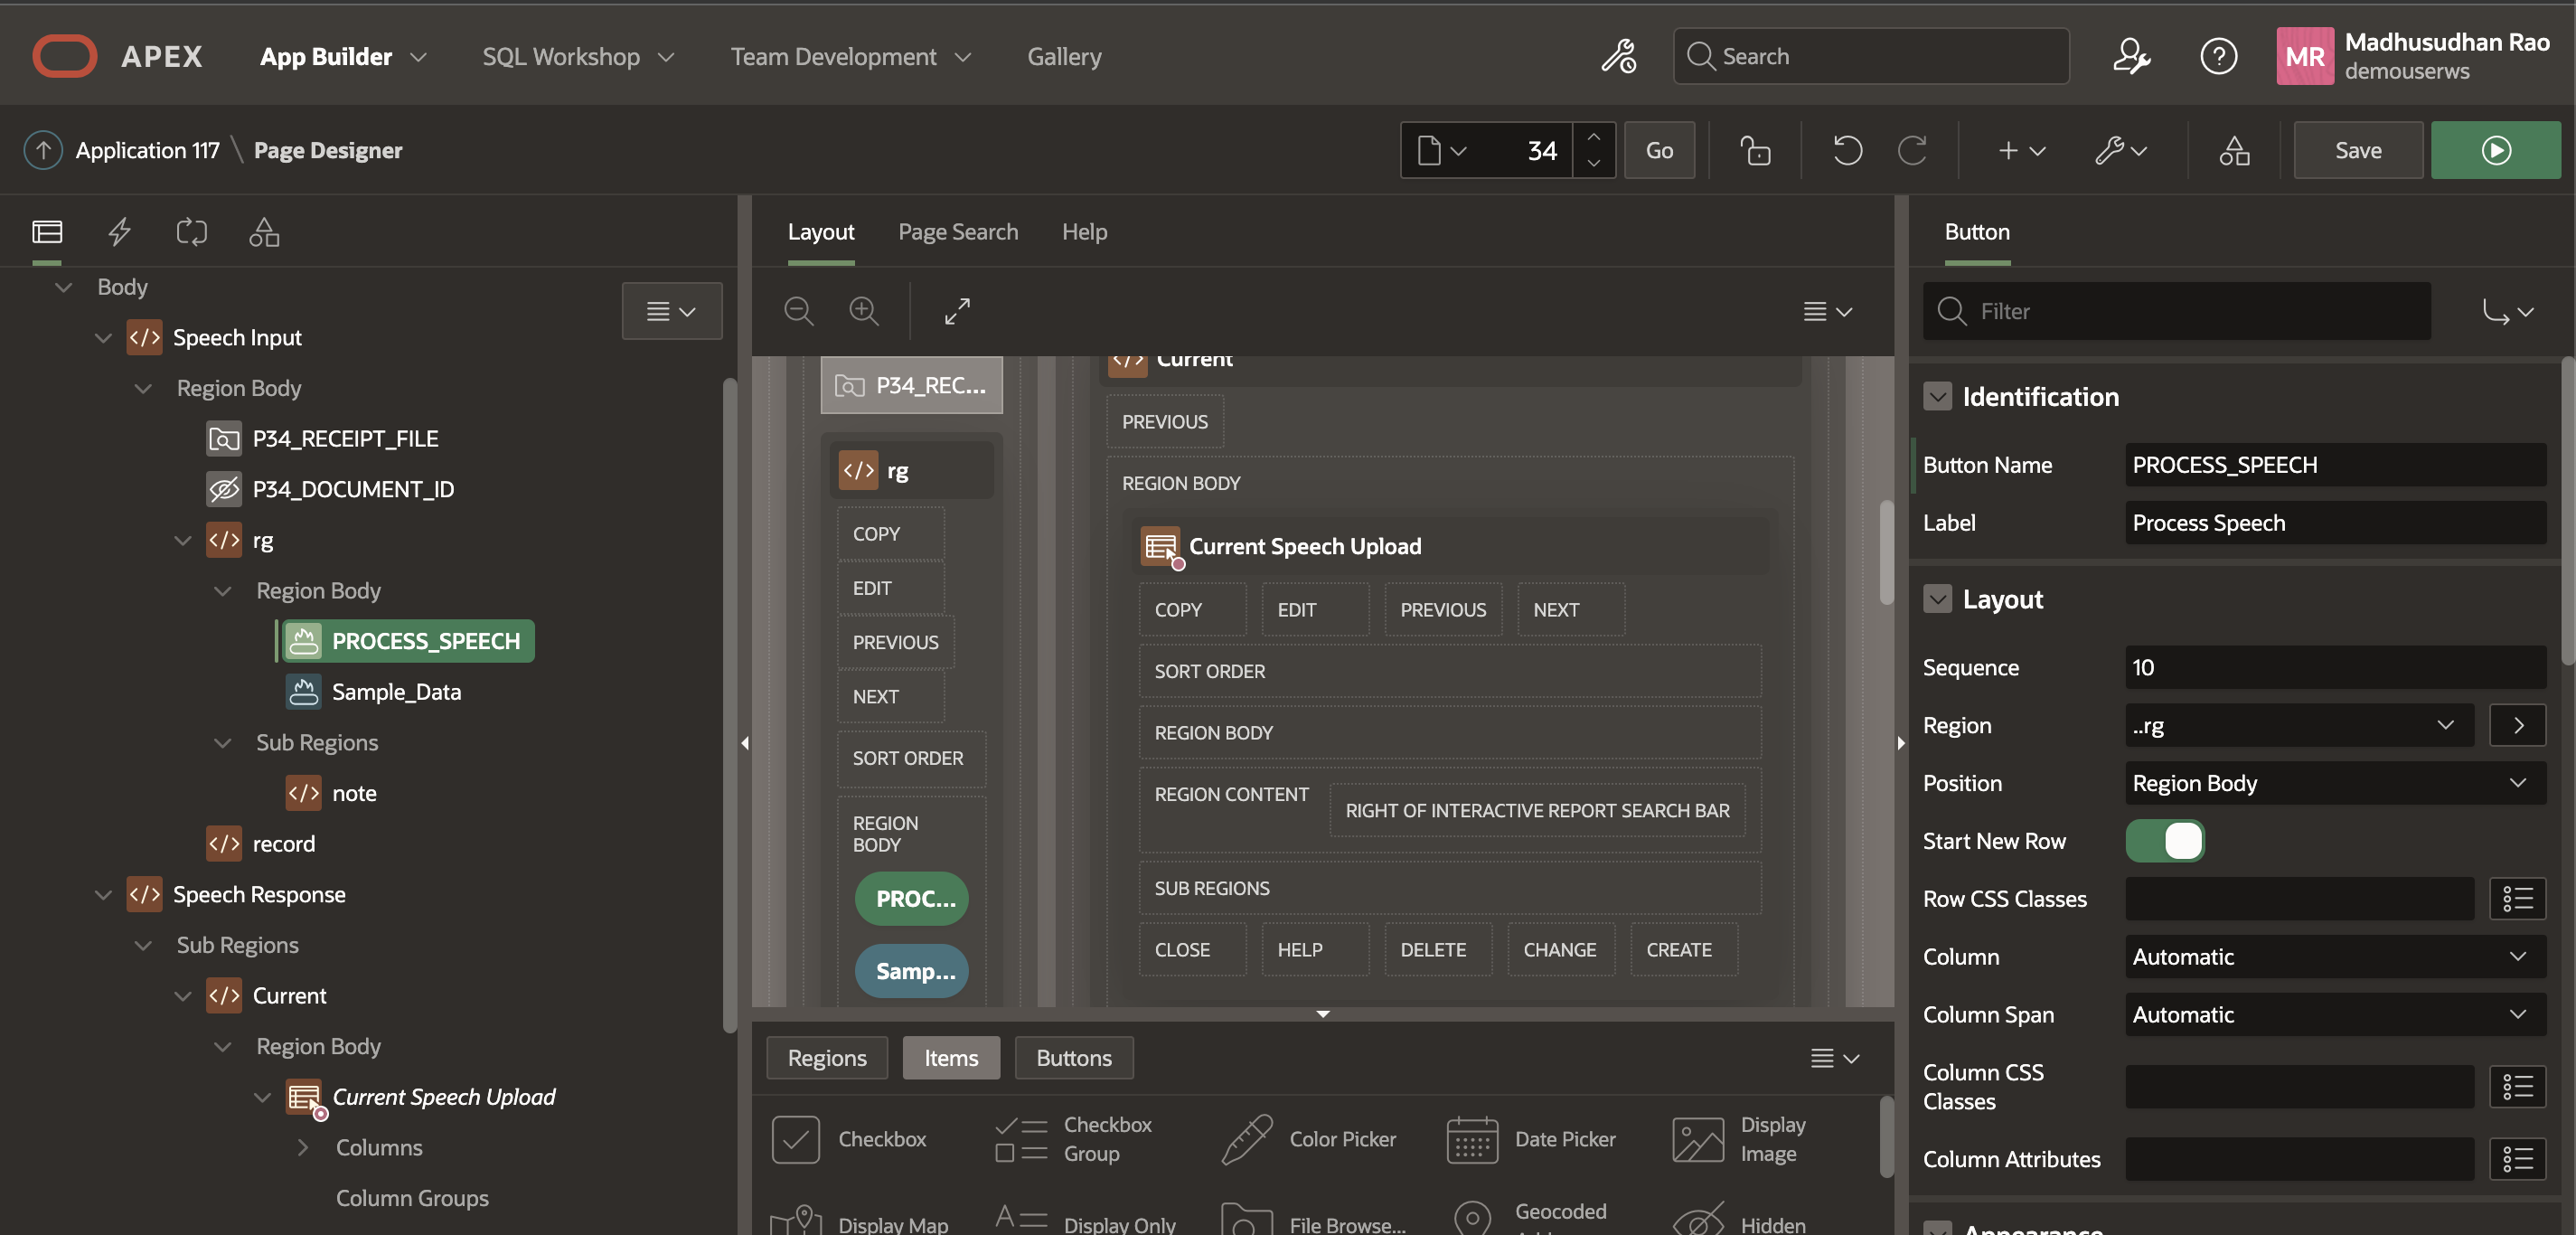 APEX App Builder SQL Workshop Team Development Gallery Search MR Madhusudhan Rao
demouserws
Application 117 \ Page Designer 34 Go Save
Body
Speech Input
Region Body
P34_RECEIPT_FILE
P34_DOCUMENT_ID
rg
Region Body
PROCESS_SPEECH
Sample_Data
Sub Regions
note
record
Speech Response
Sub Regions
Current
Region Body
Current Speech Upload
Columns
Column Groups
Layout Page Search Help
P34_REC...
rg
COPY
EDIT
PREVIOUS
NEXT
SORT ORDER
REGION
BODY
PROC...
Samp...
Current
PREVIOUS
REGION BODY
Current Speech Upload
COPY EDIT PREVIOUS NEXT
SORT ORDER
REGION BODY
REGION CONTENT RIGHT OF INTERACTIVE REPORT SEARCH BAR
SUB REGIONS
CLOSE HELP DELETE CHANGE CREATE
Regions Items Buttons
Checkbox
Checkbox
Group
Color Picker
Date Picker
Display
Image
Display Map
Display Only
File Browse...
Geocoded
Hidden
Button
Filter
Identification
Button Name PROCESS_SPEECH
Label Process Speech
Layout
Sequence 10
Region ..rg
Position Region Body
Start New Row
Row CSS Classes
Column Automatic
Column Span Automatic
Column CSS
Classes
Column Attributes
Appearance